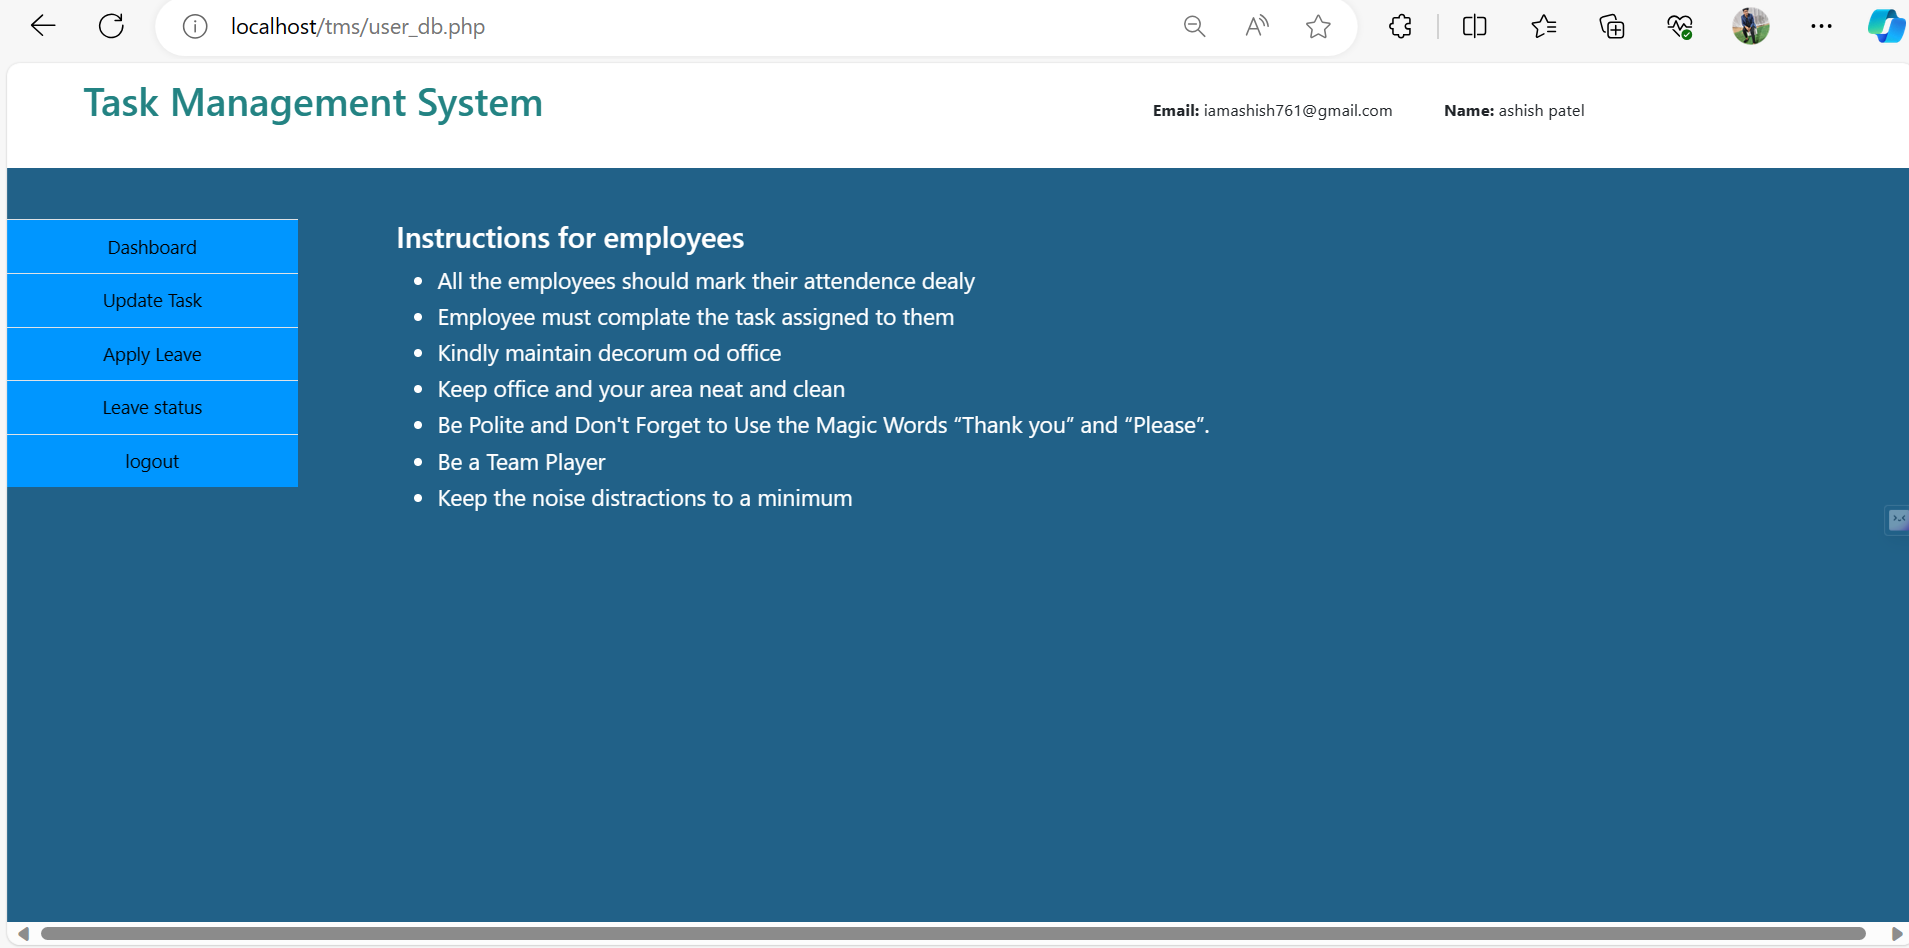 localhost/tms/user_db.php
Task Management System
Email: iamashish761@gmail.com Name: ashish patel
Dashboard
Update Task
Apply Leave
Leave status
logout
Instructions for employees
• All the employees should mark their attendence dealy
• Employee must complate the task assigned to them
• Kindly maintain decorum od office
• Keep office and your area neat and clean
• Be Polite and Don't Forget to Use the Magic Words “Thank you” and “Please”.
• Be a Team Player
• Keep the noise distractions to a minimum